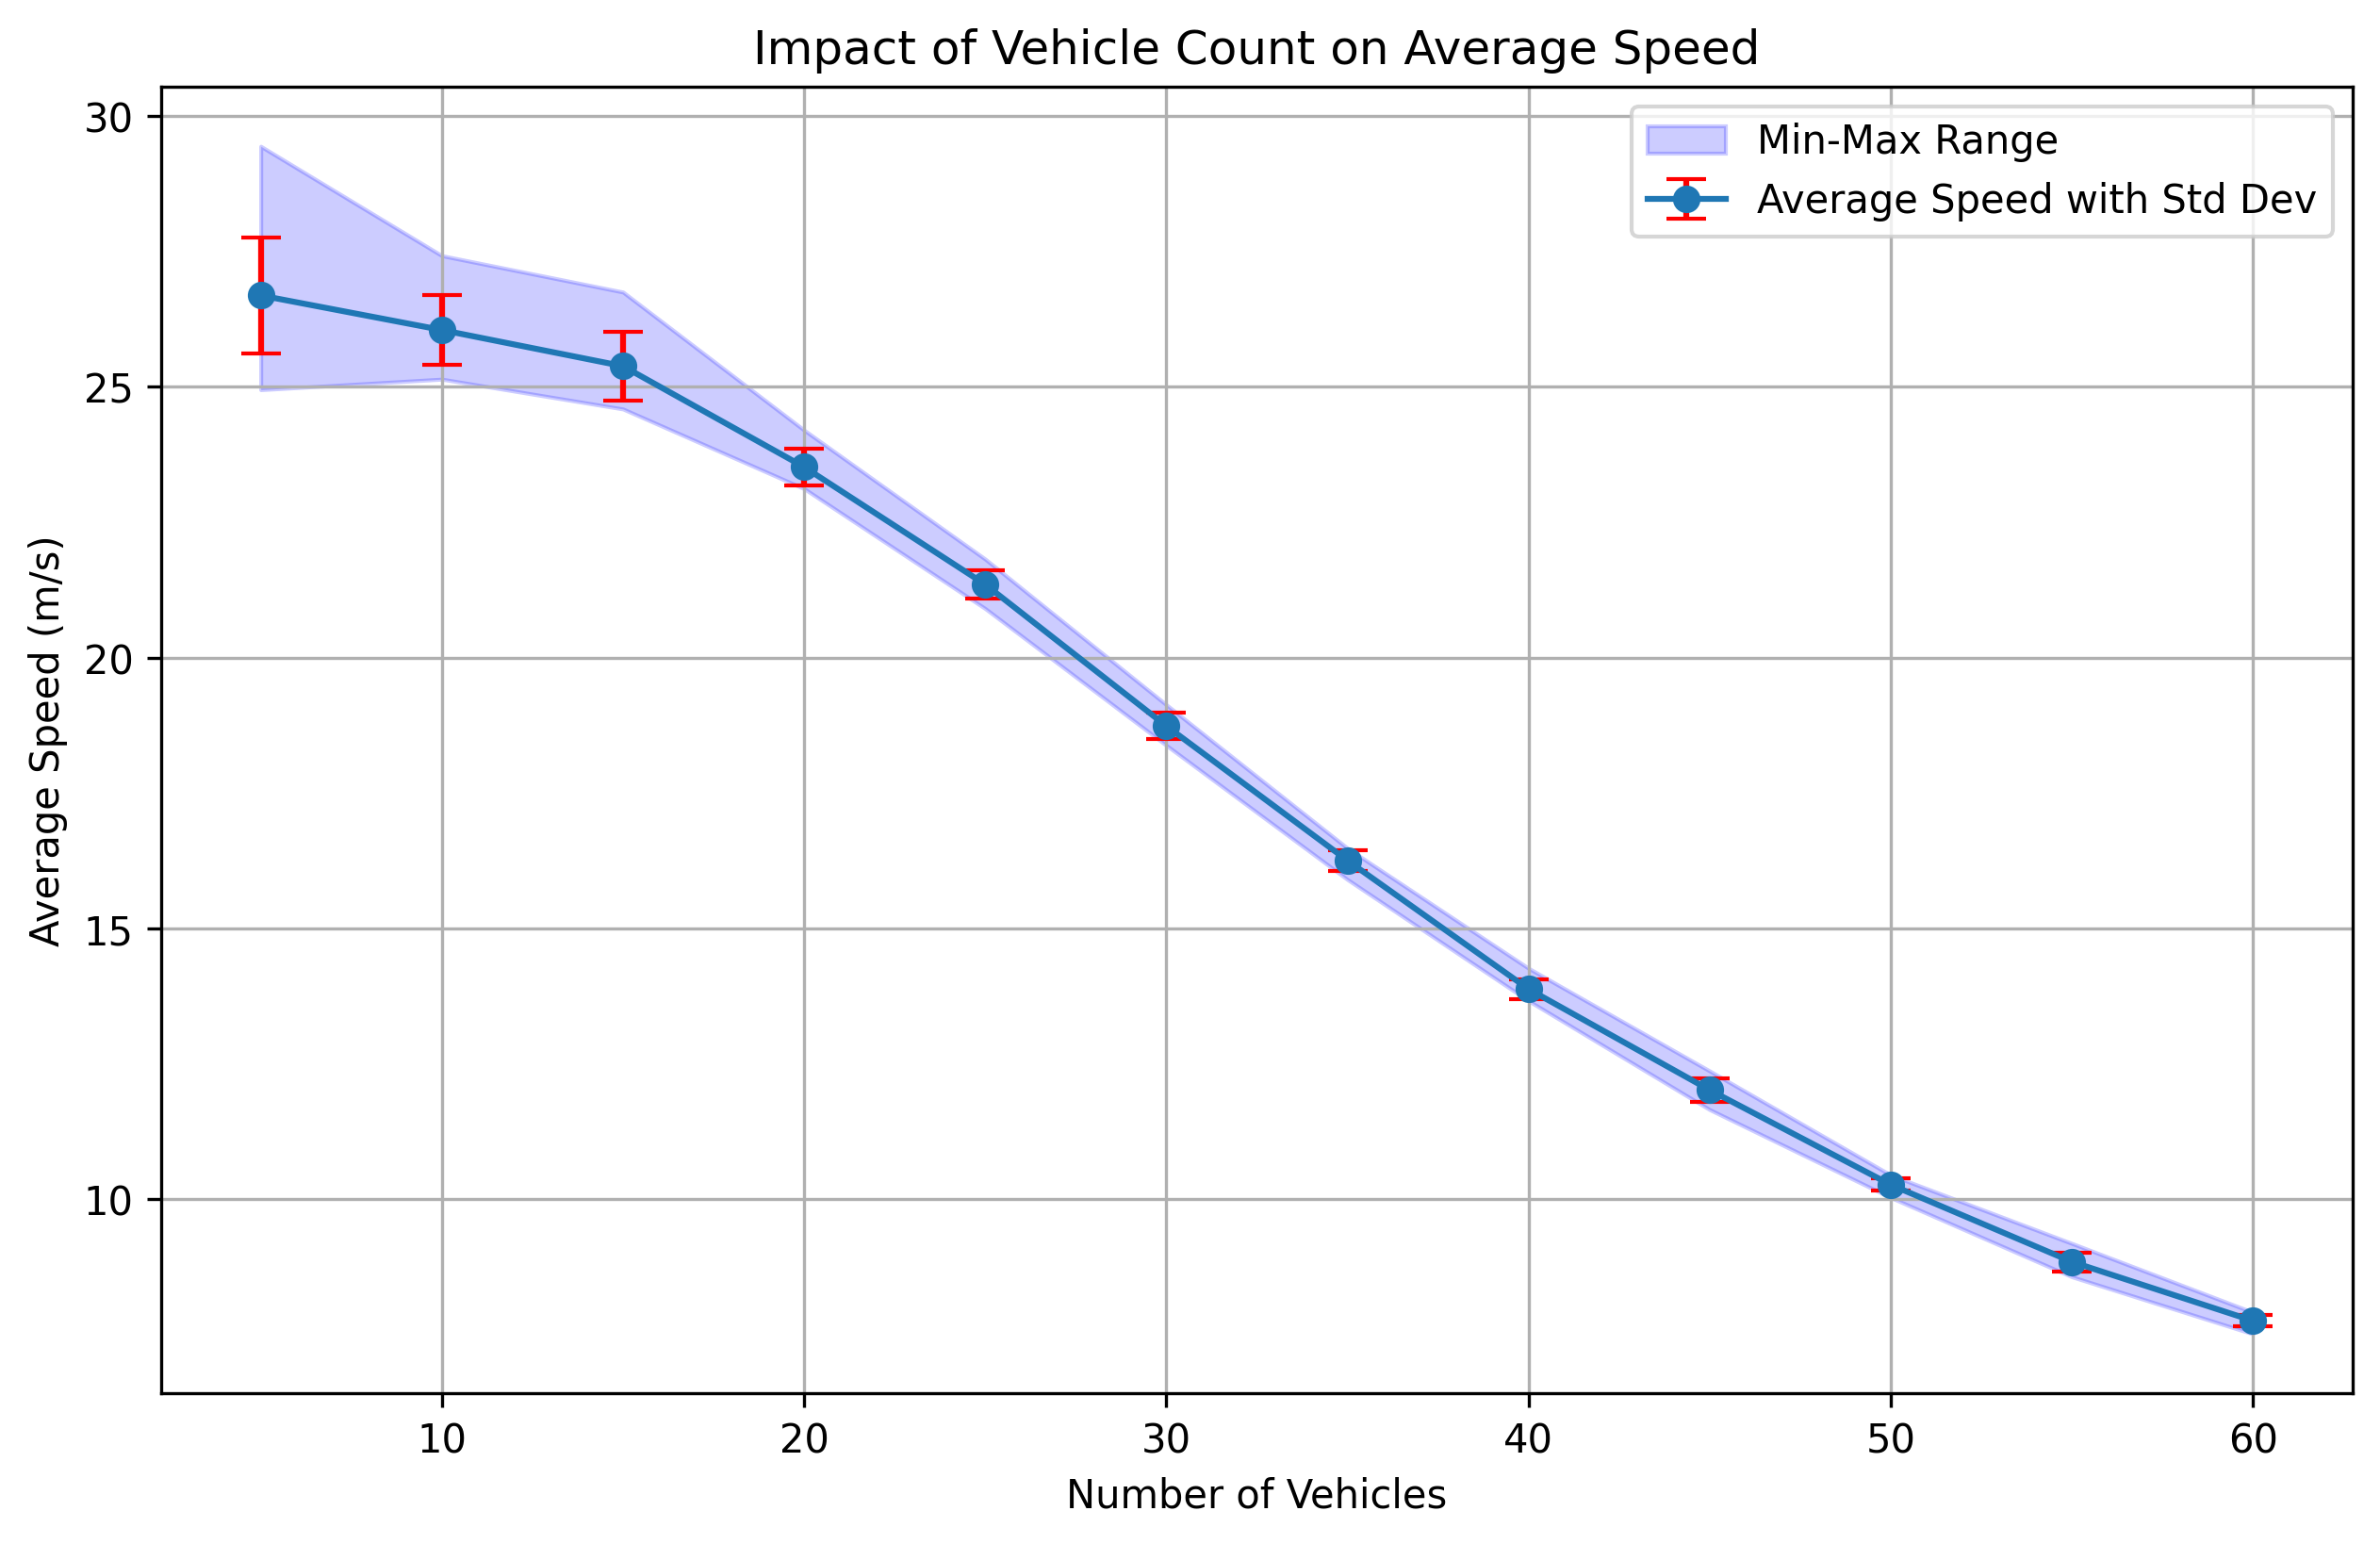 Impact of Vehicle Count on Average Speed
Min-Max Range
Average Speed with Std Dev
Average Speed (m/s)
30
25
20
15
10
10 20 30 40 50 60
Number of Vehicles